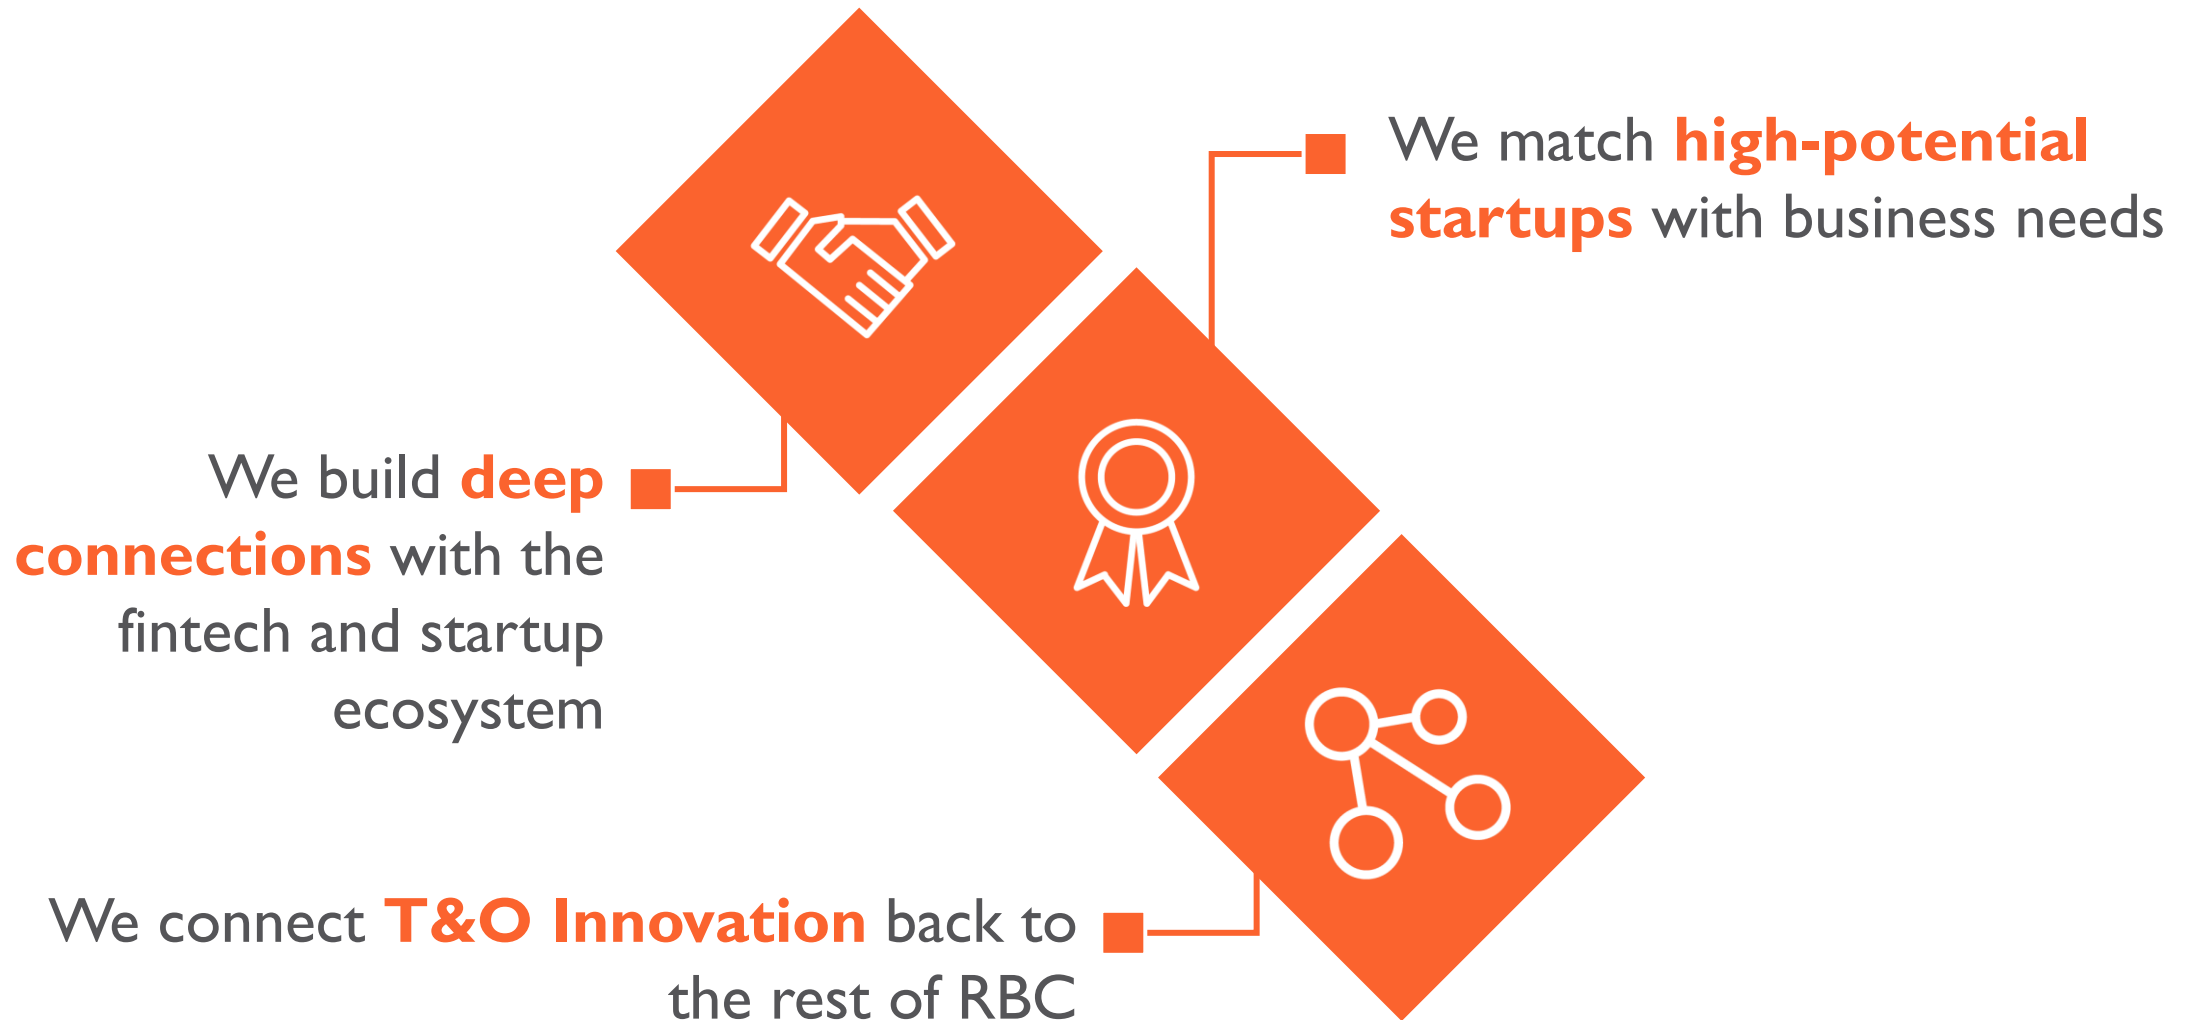 We match high-potential
startups with business needs
We build deep
connections with the
fintech and startup
ecosystem
We connect T&O Innovation back to
the rest of RBC